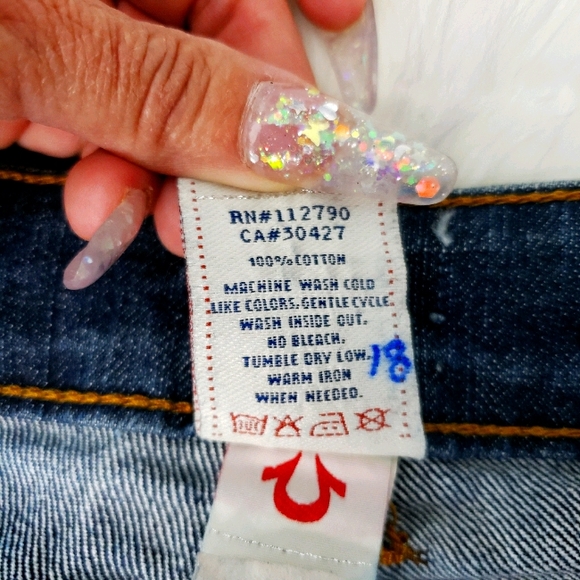 RN#112790
CA#30427
100% COTTON
MACHINE WASH COLD
LIKE COLORS. GENTLE CYCLE
WASH INSIDE OUT.
NO BLEACH.
TUMBLE DRY LOW.
18
WARM IRON
WHEN NEEDED.